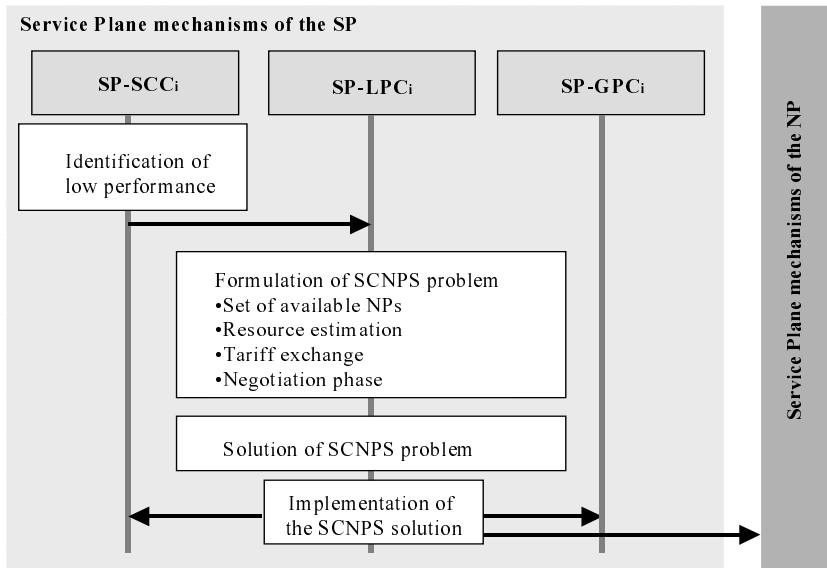 Service Plane mechanisms of the SP
SP-SCCi
SP-LPCi
SP-GPCi
Identification of
low performance
Formulation of SCNPS problem
•Set of available NPs
•Resource estimation
•Tariff exchange
•Negotiation phase
Solution of SCNPS problem
Implementation of
the SCNPS solution
Service Plane mechanisms of the NP